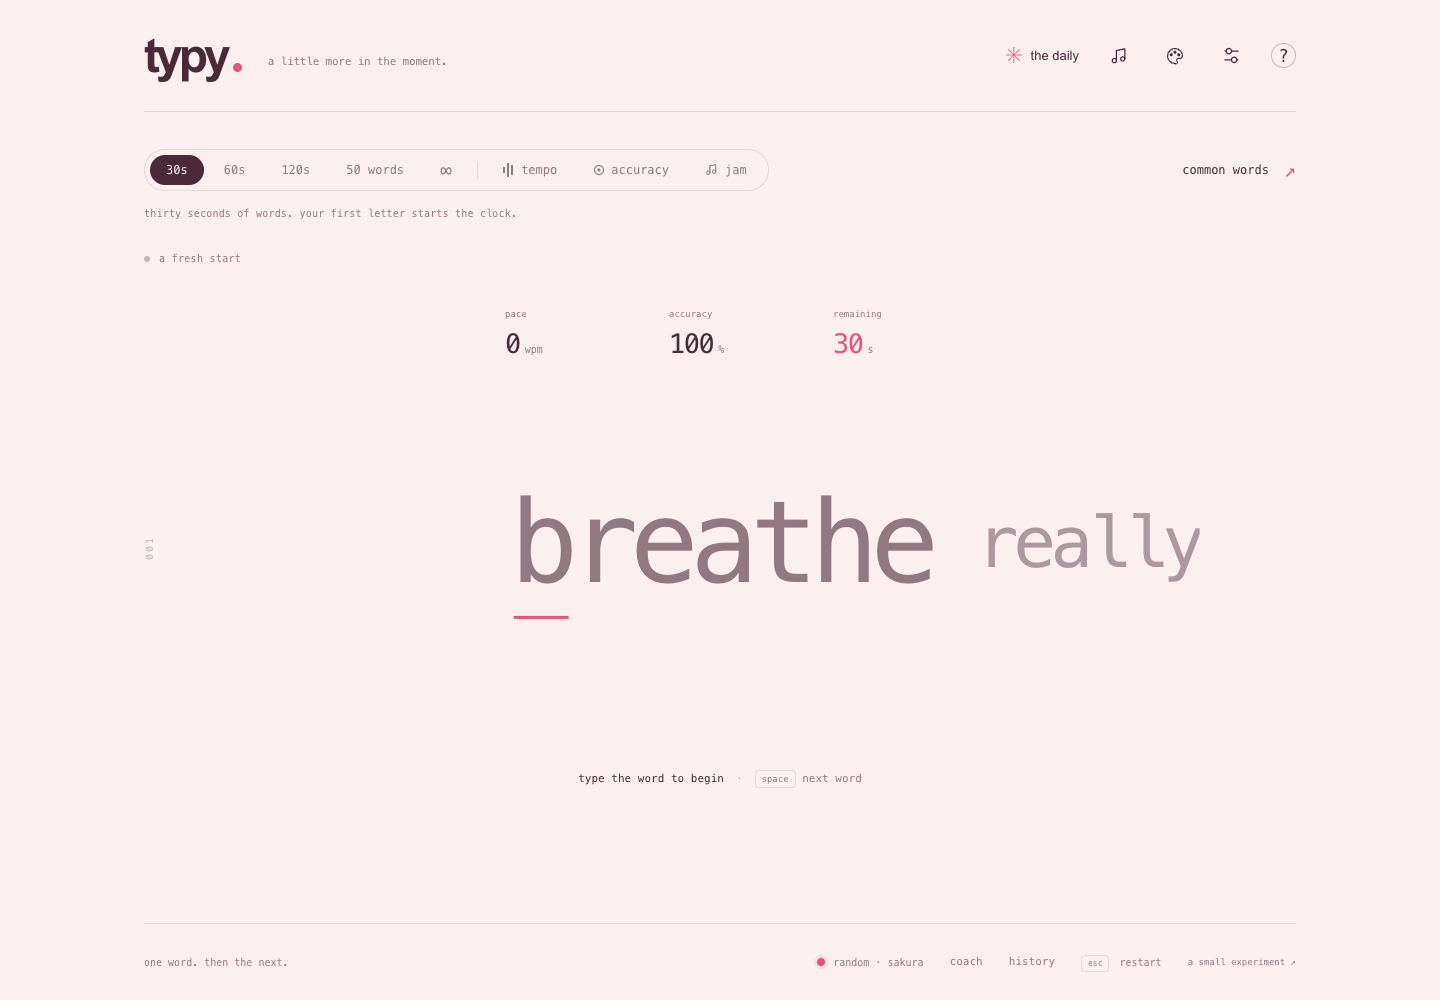 typy.
a little more in the moment.
the daily
?
30s 60s 120s 50 words ∞ tempo accuracy jam
common words ↗
thirty seconds of words. your first letter starts the clock.
a fresh start
pace accuracy remaining
0 wpm 100 % 30 s
001
breathe really
type the word to begin · space next word
one word. then the next.
random · sakura coach history esc restart a small experiment ↗